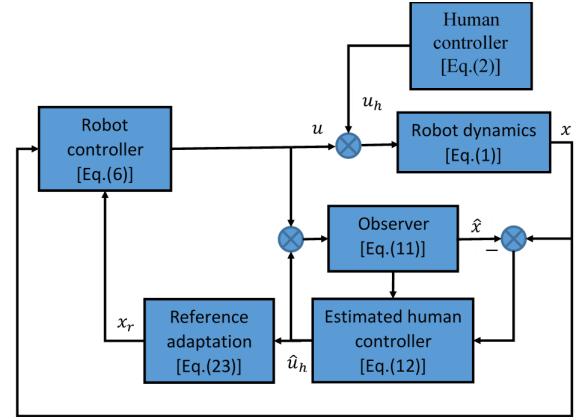 Human
controller
[Eq.(2)]
u_h
Robot
controller
[Eq.(6)]
u
Robot dynamics
[Eq.(1)]
x
Observer
[Eq.(11)]
x̂
−
x_r
Reference
adaptation
[Eq.(23)]
û_h
Estimated human
controller
[Eq.(12)]